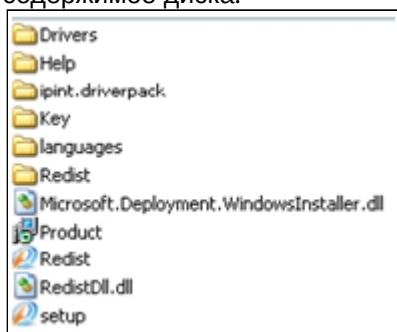 содержимое диска.
Drivers
Help
ipint.driverpack
Key
languages
Redist
Microsoft.Deployment.WindowsInstaller.dll
Product
Redist
RedistDll.dll
setup